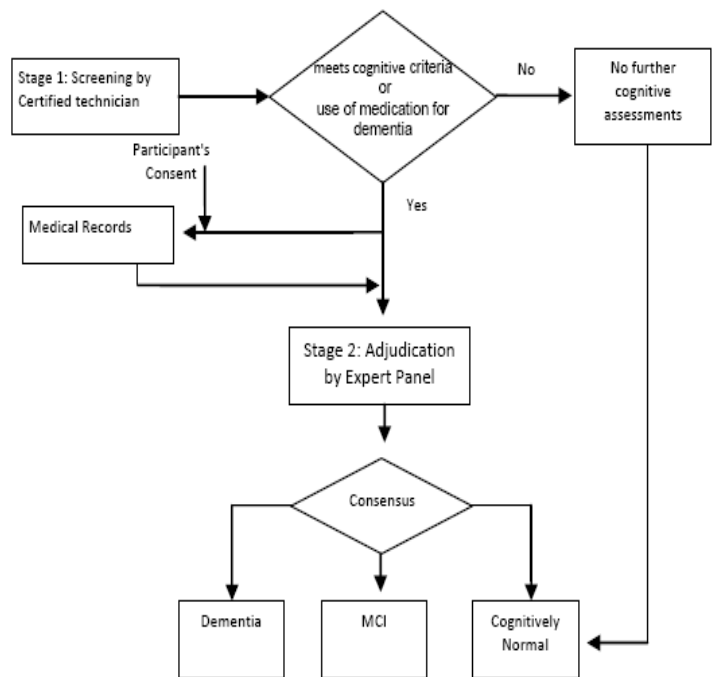 Stage 1: Screening by
Certified technician
meets cognitive criteria
or
use of medication for
dementia
No
No further
cognitive
assessments
Participant's
Consent
Yes
Medical Records
Stage 2: Adjudication
by Expert Panel
Consensus
Dementia
MCI
Cognitively
Normal